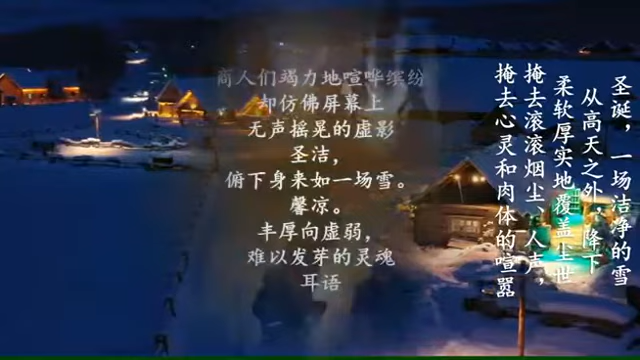 圣诞，一场洁净的雪
从高天之外，降下
柔软厚实地覆盖尘世
掩去滚滚烟尘、人声，
掩去心灵和肉体的喧嚣
商人们竭力地喧哗缤纷
却仿佛屏幕上
无声摇晃的虚影
圣洁，
俯下身来如一场雪。
馨凉。
丰厚向虚弱，
难以发芽的灵魂
耳语